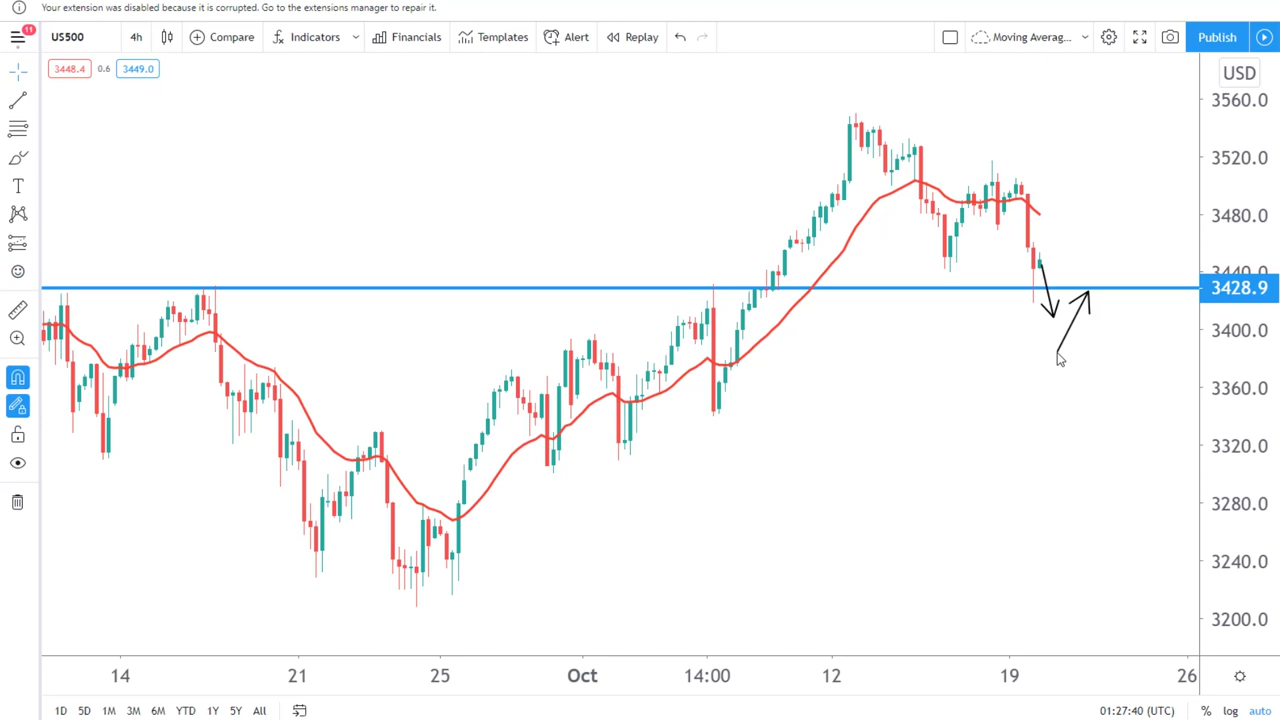 Your extension was disabled because it is corrupted. Go to the extensions manager to repair it.
11
US500 4h Compare Indicators Financials Templates Alert Replay Moving Averag... Publish
3448.4 0.6 3449.0
USD
3560.0
3520.0
3480.0
3440.0
3428.9
3400.0
3360.0
3320.0
3280.0
3240.0
3200.0
14 21 25 Oct 14:00 12 19 26
1D 5D 1M 3M 6M YTD 1Y 5Y All 01:27:40 (UTC) % log auto